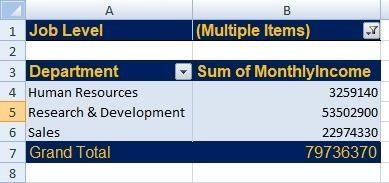 A B
1 Job Level (Multiple Items)
2
3 Department Sum of MonthlyIncome
4 Human Resources 3259140
5 Research & Development 53502900
6 Sales 22974330
7 Grand Total 79736370
8